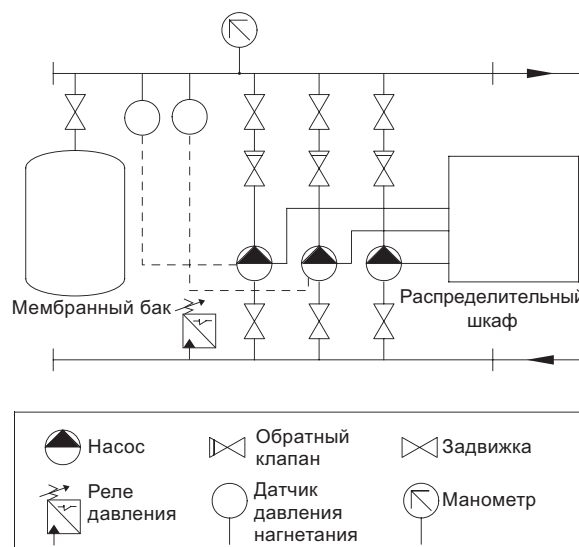 Мембранный бак
Распределительный
шкаф
Насос
Обратный
клапан
Задвижка
Реле
давления
Датчик
давления
нагнетания
Манометр